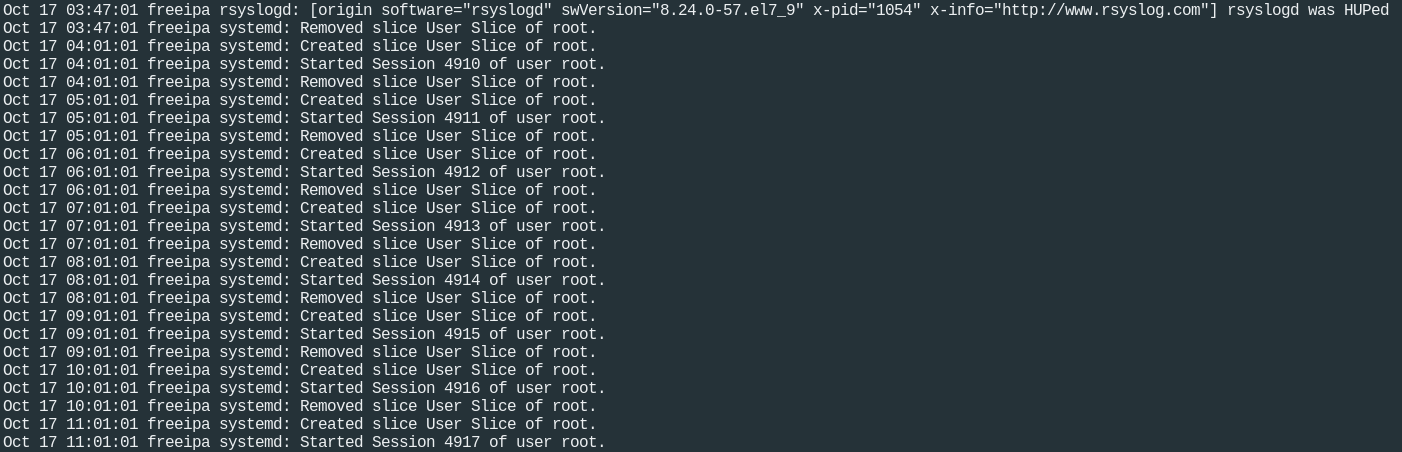 Oct 17 03:47:01 freeipa rsyslogd: [origin software="rsyslogd" swVersion="8.24.0-57.el7_9" x-pid="1054" x-info="http://www.rsyslog.com"] rsyslogd was HUPed
Oct 17 03:47:01 freeipa systemd: Removed slice User Slice of root.
Oct 17 04:01:01 freeipa systemd: Created slice User Slice of root.
Oct 17 04:01:01 freeipa systemd: Started Session 4910 of user root.
Oct 17 04:01:01 freeipa systemd: Removed slice User Slice of root.
Oct 17 05:01:01 freeipa systemd: Created slice User Slice of root.
Oct 17 05:01:01 freeipa systemd: Started Session 4911 of user root.
Oct 17 05:01:01 freeipa systemd: Removed slice User Slice of root.
Oct 17 06:01:01 freeipa systemd: Created slice User Slice of root.
Oct 17 06:01:01 freeipa systemd: Started Session 4912 of user root.
Oct 17 06:01:01 freeipa systemd: Removed slice User Slice of root.
Oct 17 07:01:01 freeipa systemd: Created slice User Slice of root.
Oct 17 07:01:01 freeipa systemd: Started Session 4913 of user root.
Oct 17 07:01:01 freeipa systemd: Removed slice User Slice of root.
Oct 17 08:01:01 freeipa systemd: Created slice User Slice of root.
Oct 17 08:01:01 freeipa systemd: Started Session 4914 of user root.
Oct 17 08:01:01 freeipa systemd: Removed slice User Slice of root.
Oct 17 09:01:01 freeipa systemd: Created slice User Slice of root.
Oct 17 09:01:01 freeipa systemd: Started Session 4915 of user root.
Oct 17 09:01:01 freeipa systemd: Removed slice User Slice of root.
Oct 17 10:01:01 freeipa systemd: Created slice User Slice of root.
Oct 17 10:01:01 freeipa systemd: Started Session 4916 of user root.
Oct 17 10:01:01 freeipa systemd: Removed slice User Slice of root.
Oct 17 11:01:01 freeipa systemd: Created slice User Slice of root.
Oct 17 11:01:01 freeipa systemd: Started Session 4917 of user root.